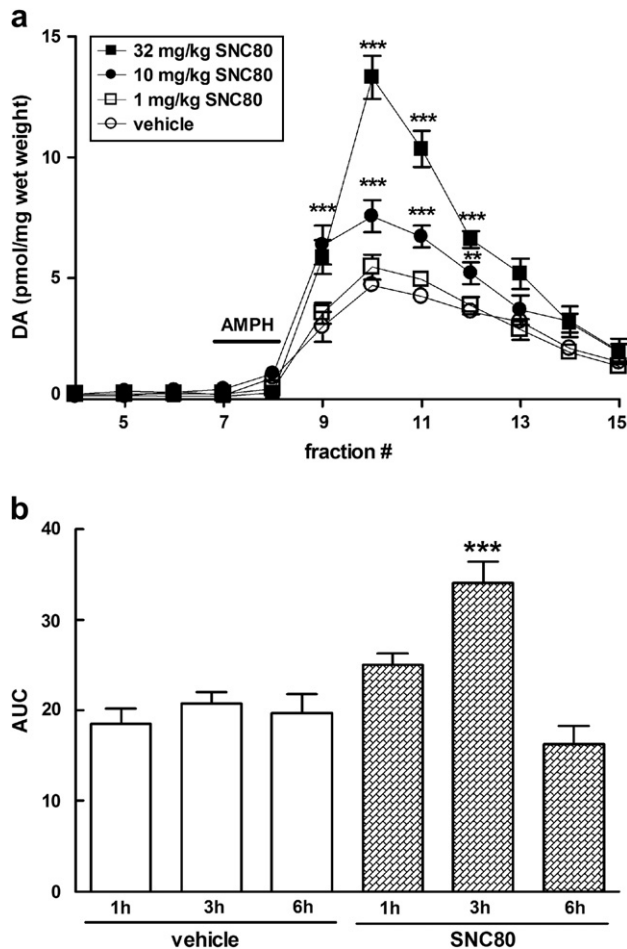 a
DA (pmol/mg wet weight)
15
10
5
0
32 mg/kg SNC80
10 mg/kg SNC80
1 mg/kg SNC80
vehicle
***
***
***
***
***
***
**
AMPH
5 7 9 11 13 15
fraction #
b
AUC
40
30
20
10
0
***
1h 3h 6h 1h 3h 6h
vehicle SNC80